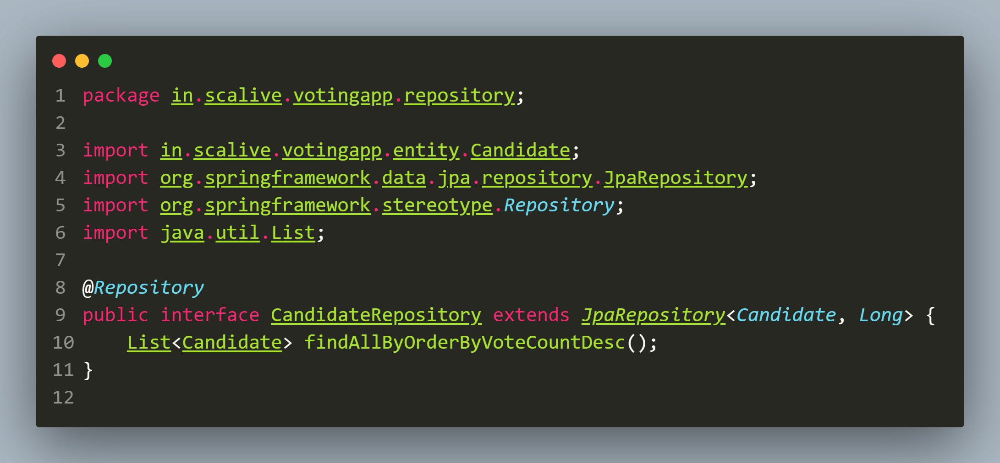 1 package in.scalive.votingapp.repository;
2
3 import in.scalive.votingapp.entity.Candidate;
4 import org.springframework.data.jpa.repository.JpaRepository;
5 import org.springframework.stereotype.Repository;
6 import java.util.List;
7
8 @Repository
9 public interface CandidateRepository extends JpaRepository<Candidate, Long> {
10     List<Candidate> findAllByOrderByVoteCountDesc();
11 }
12